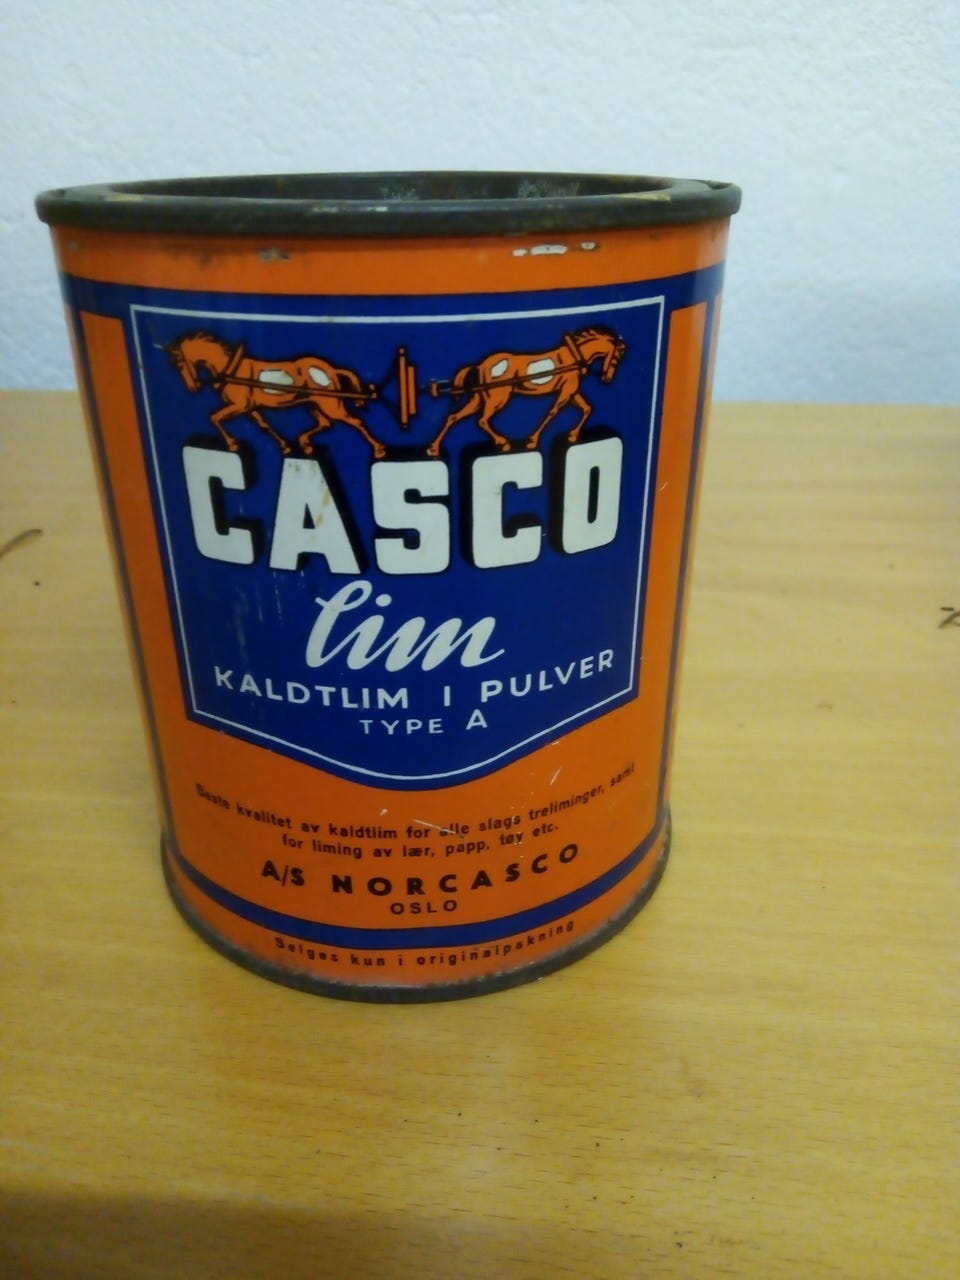 CASCO
lim
KALDTLIM I PULVER
TYPE A
Beste kvalitet av kaldtlim for alle slags treliminger, samt
for liming av lær, papp, tøy etc.
A/S NORCASCO
OSLO
Selges kun i originalpakning